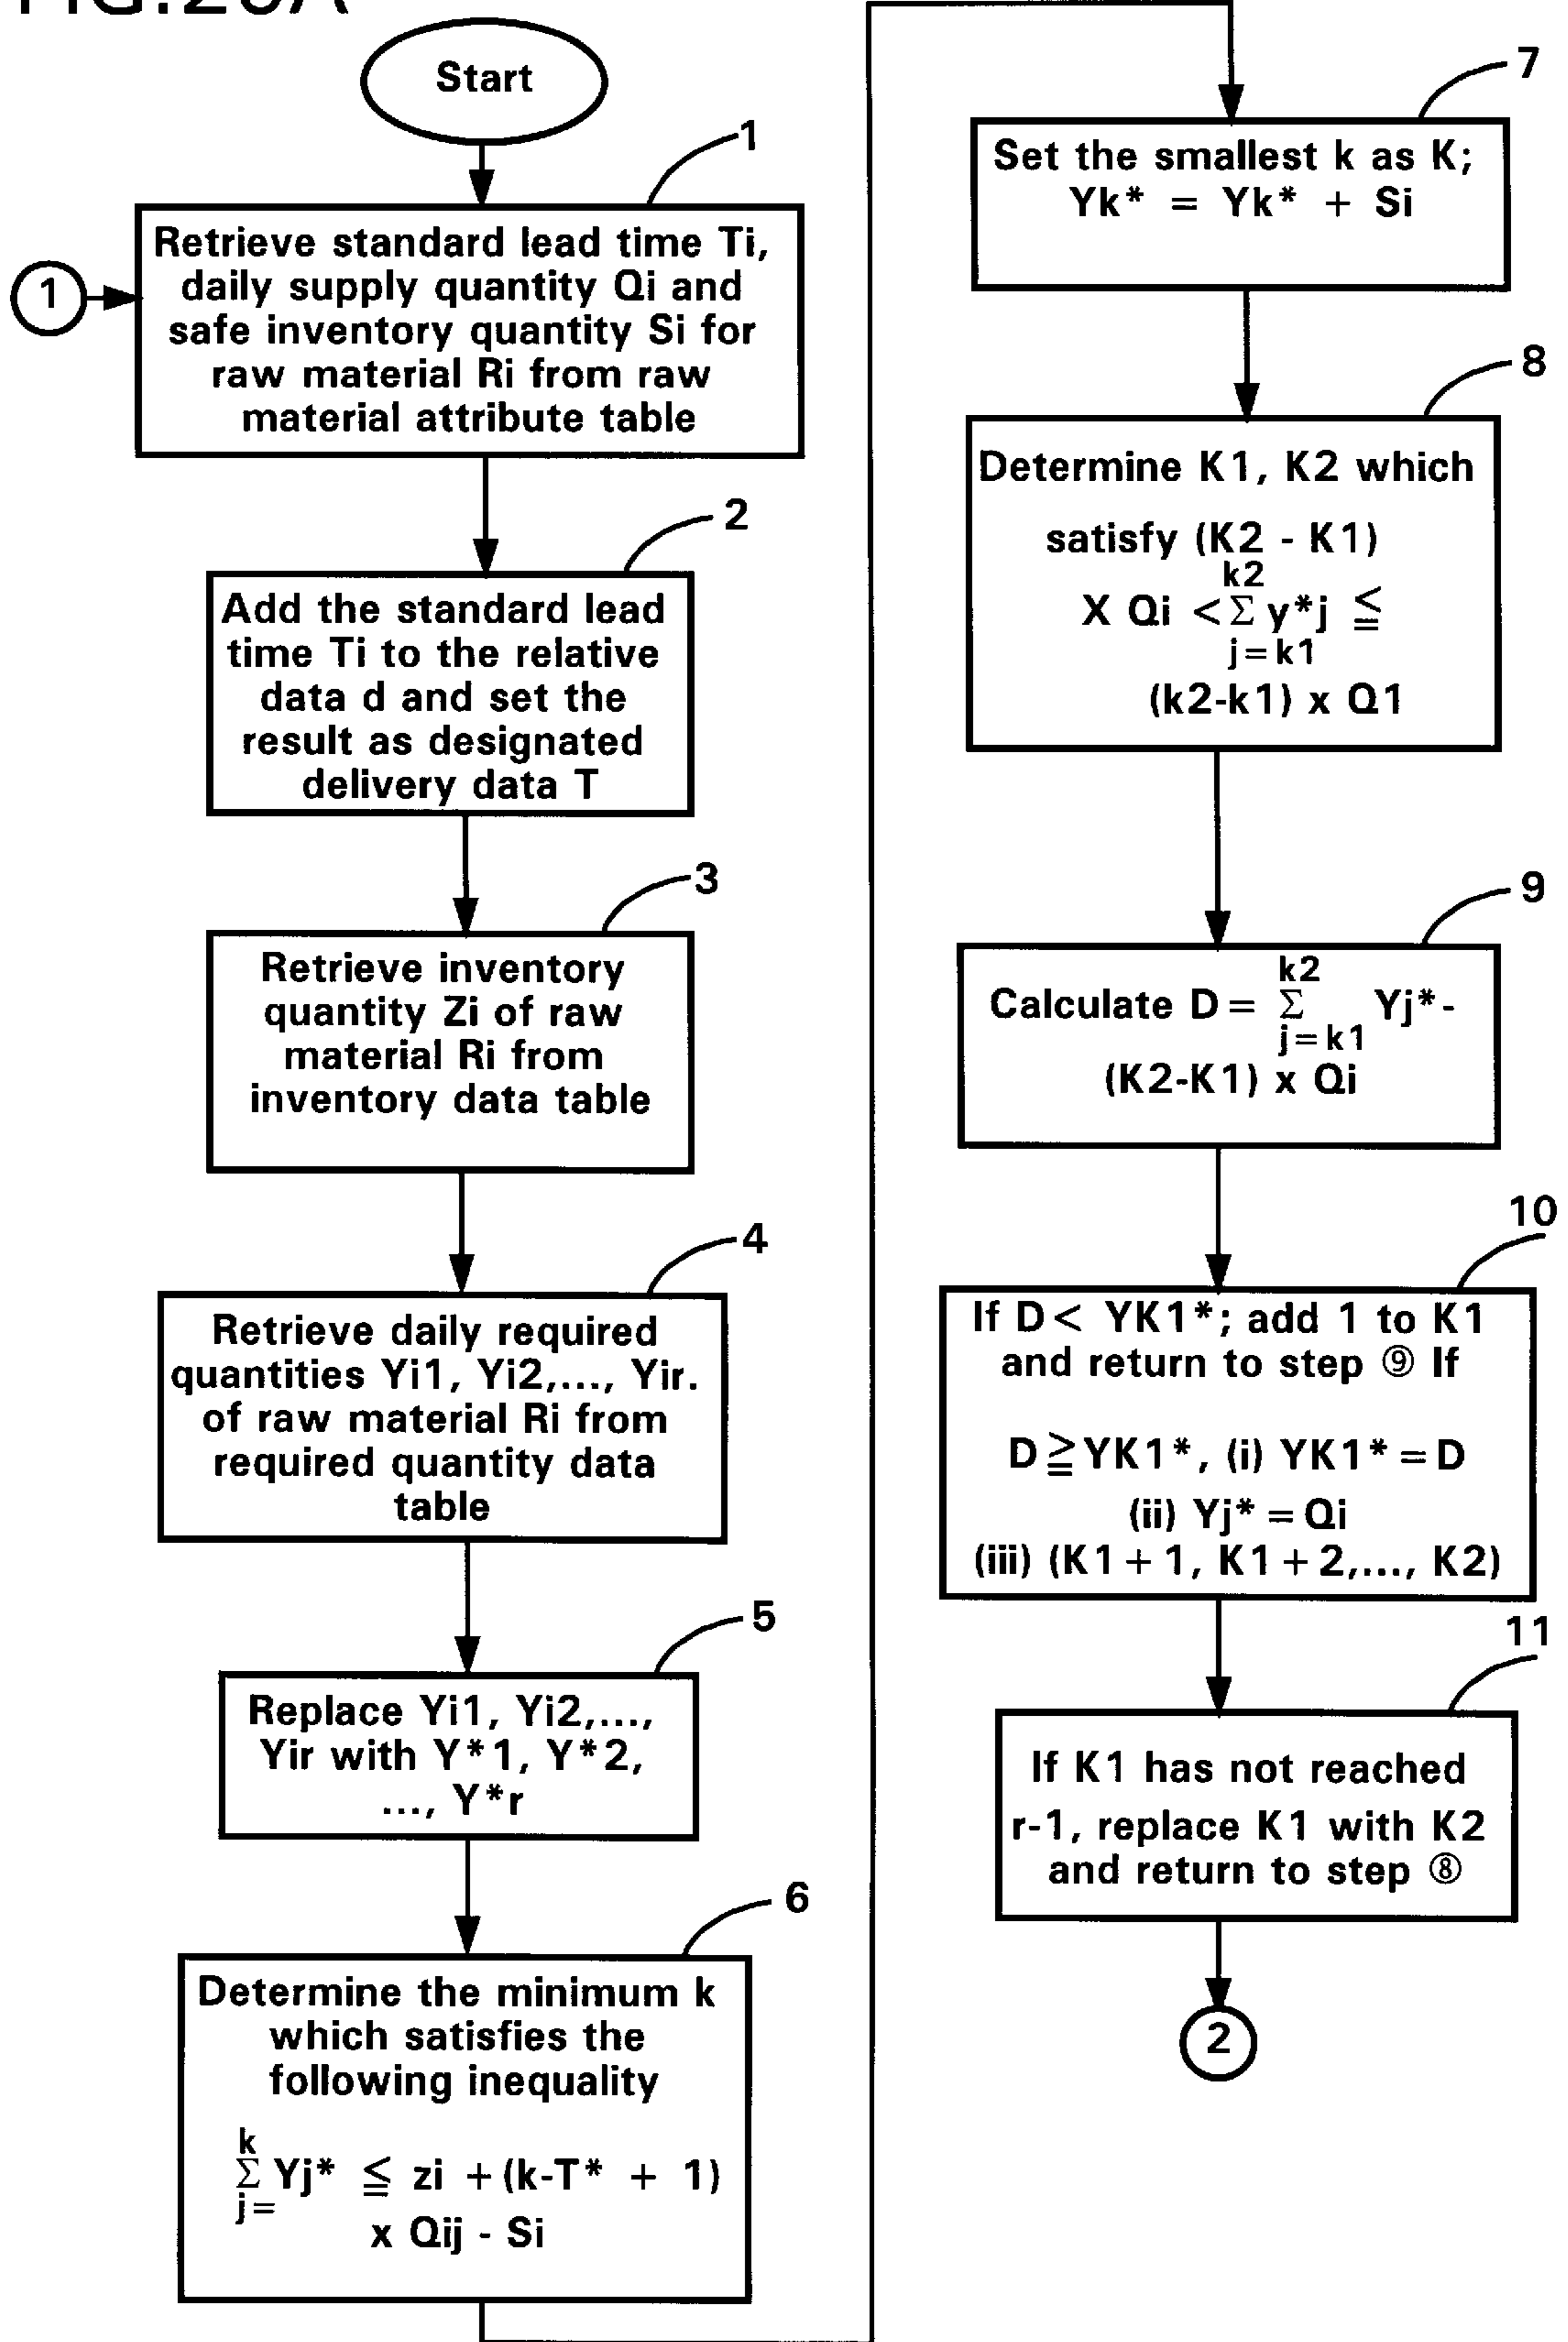 FIG.20A
Start
1
1
Retrieve standard lead time Ti,
daily supply quantity Qi and
safe inventory quantity Si for
raw material Ri from raw
material attribute table
2
Add the standard lead
time Ti to the relative
data d and set the
result as designated
delivery data T
3
Retrieve inventory
quantity Zi of raw
material Ri from
inventory data table
4
Retrieve daily required
quantities Yi1, Yi2,..., Yir.
of raw material Ri from
required quantity data
table
5
Replace Yi1, Yi2,...,
Yir with Y*1, Y*2,
..., Y*r
6
Determine the minimum k
which satisfies the
following inequality
k
Σ Yj* ≦ zi +(k-T* + 1)
j=
x Qij - Si
7
Set the smallest k as K;
Yk* = Yk* + Si
8
Determine K1, K2 which
satisfy (K2 - K1)
k2
X Qi < Σ y*j ≦
j=k1
(k2-k1) x Q1
9
k2
Calculate D = Σ Yj* -
j=k1
(K2-K1) x Qi
10
If D < YK1*; add 1 to K1
and return to step ⑨ If
D ≧ YK1*, (i) YK1* = D
(ii) Yj* = Qi
(iii) (K1+1, K1+2,..., K2)
11
If K1 has not reached
r-1, replace K1 with K2
and return to step ⑧
2